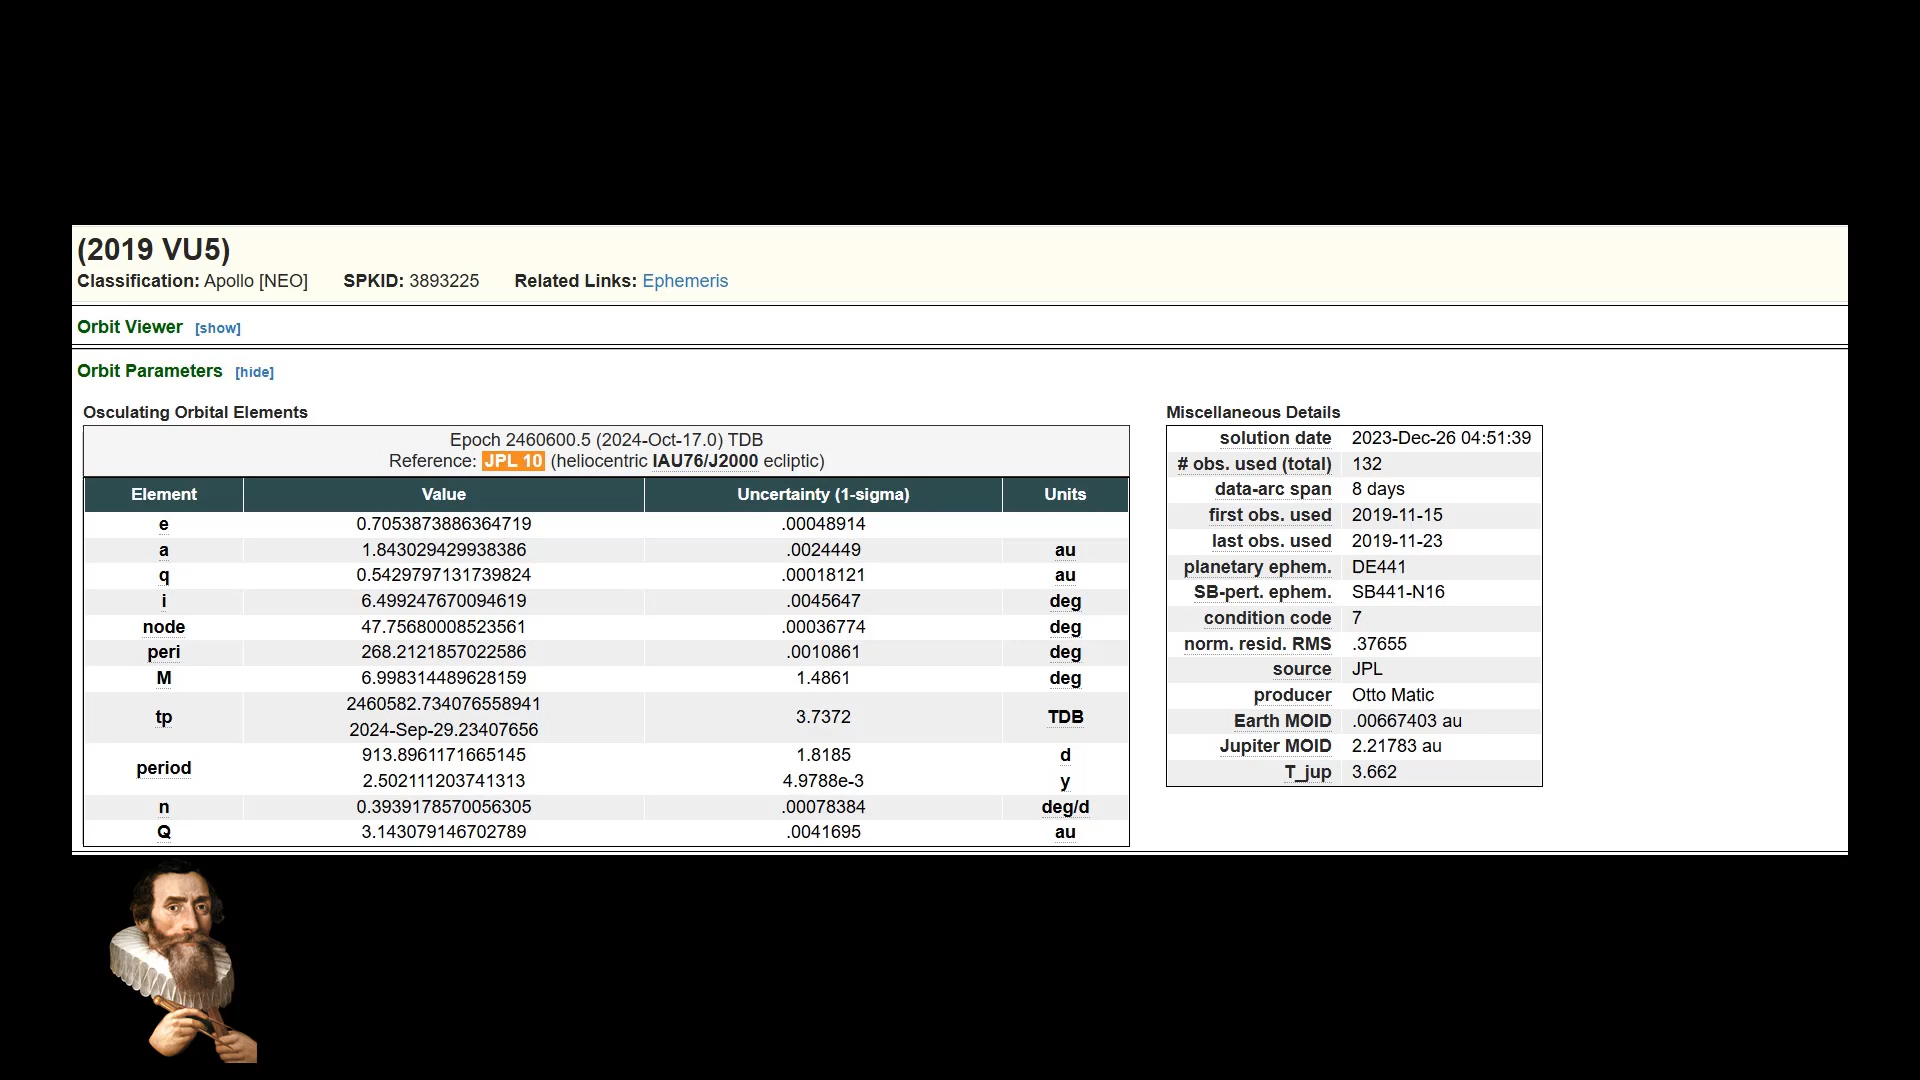 (2019 VU5)
Classification: Apollo [NEO] SPKID: 3893225 Related Links: Ephemeris
Orbit Viewer [show]
Orbit Parameters [hide]
Osculating Orbital Elements
Epoch 2460600.5 (2024-Oct-17.0) TDB
Reference: JPL 10 (heliocentric IAU76/J2000 ecliptic)
Element Value Uncertainty (1-sigma) Units
e 0.7053873886364719 .00048914
a 1.843029429938386 .0024449 au
q 0.5429797131739824 .00018121 au
i 6.499247670094619 .0045647 deg
node 47.75680008523561 .00036774 deg
peri 268.2121857022586 .0010861 deg
M 6.998314489628159 1.4861 deg
tp 2460582.734076558941 3.7372 TDB
2024-Sep-29.23407656
period 913.8961171665145 1.8185 d
2.502111203741313 4.9788e-3 y
n 0.3939178570056305 .00078384 deg/d
Q 3.143079146702789 .0041695 au
Miscellaneous Details
solution date 2023-Dec-26 04:51:39
# obs. used (total) 132
data-arc span 8 days
first obs. used 2019-11-15
last obs. used 2019-11-23
planetary ephem. DE441
SB-pert. ephem. SB441-N16
condition code 7
norm. resid. RMS .37655
source JPL
producer Otto Matic
Earth MOID .00667403 au
Jupiter MOID 2.21783 au
T_jup 3.662